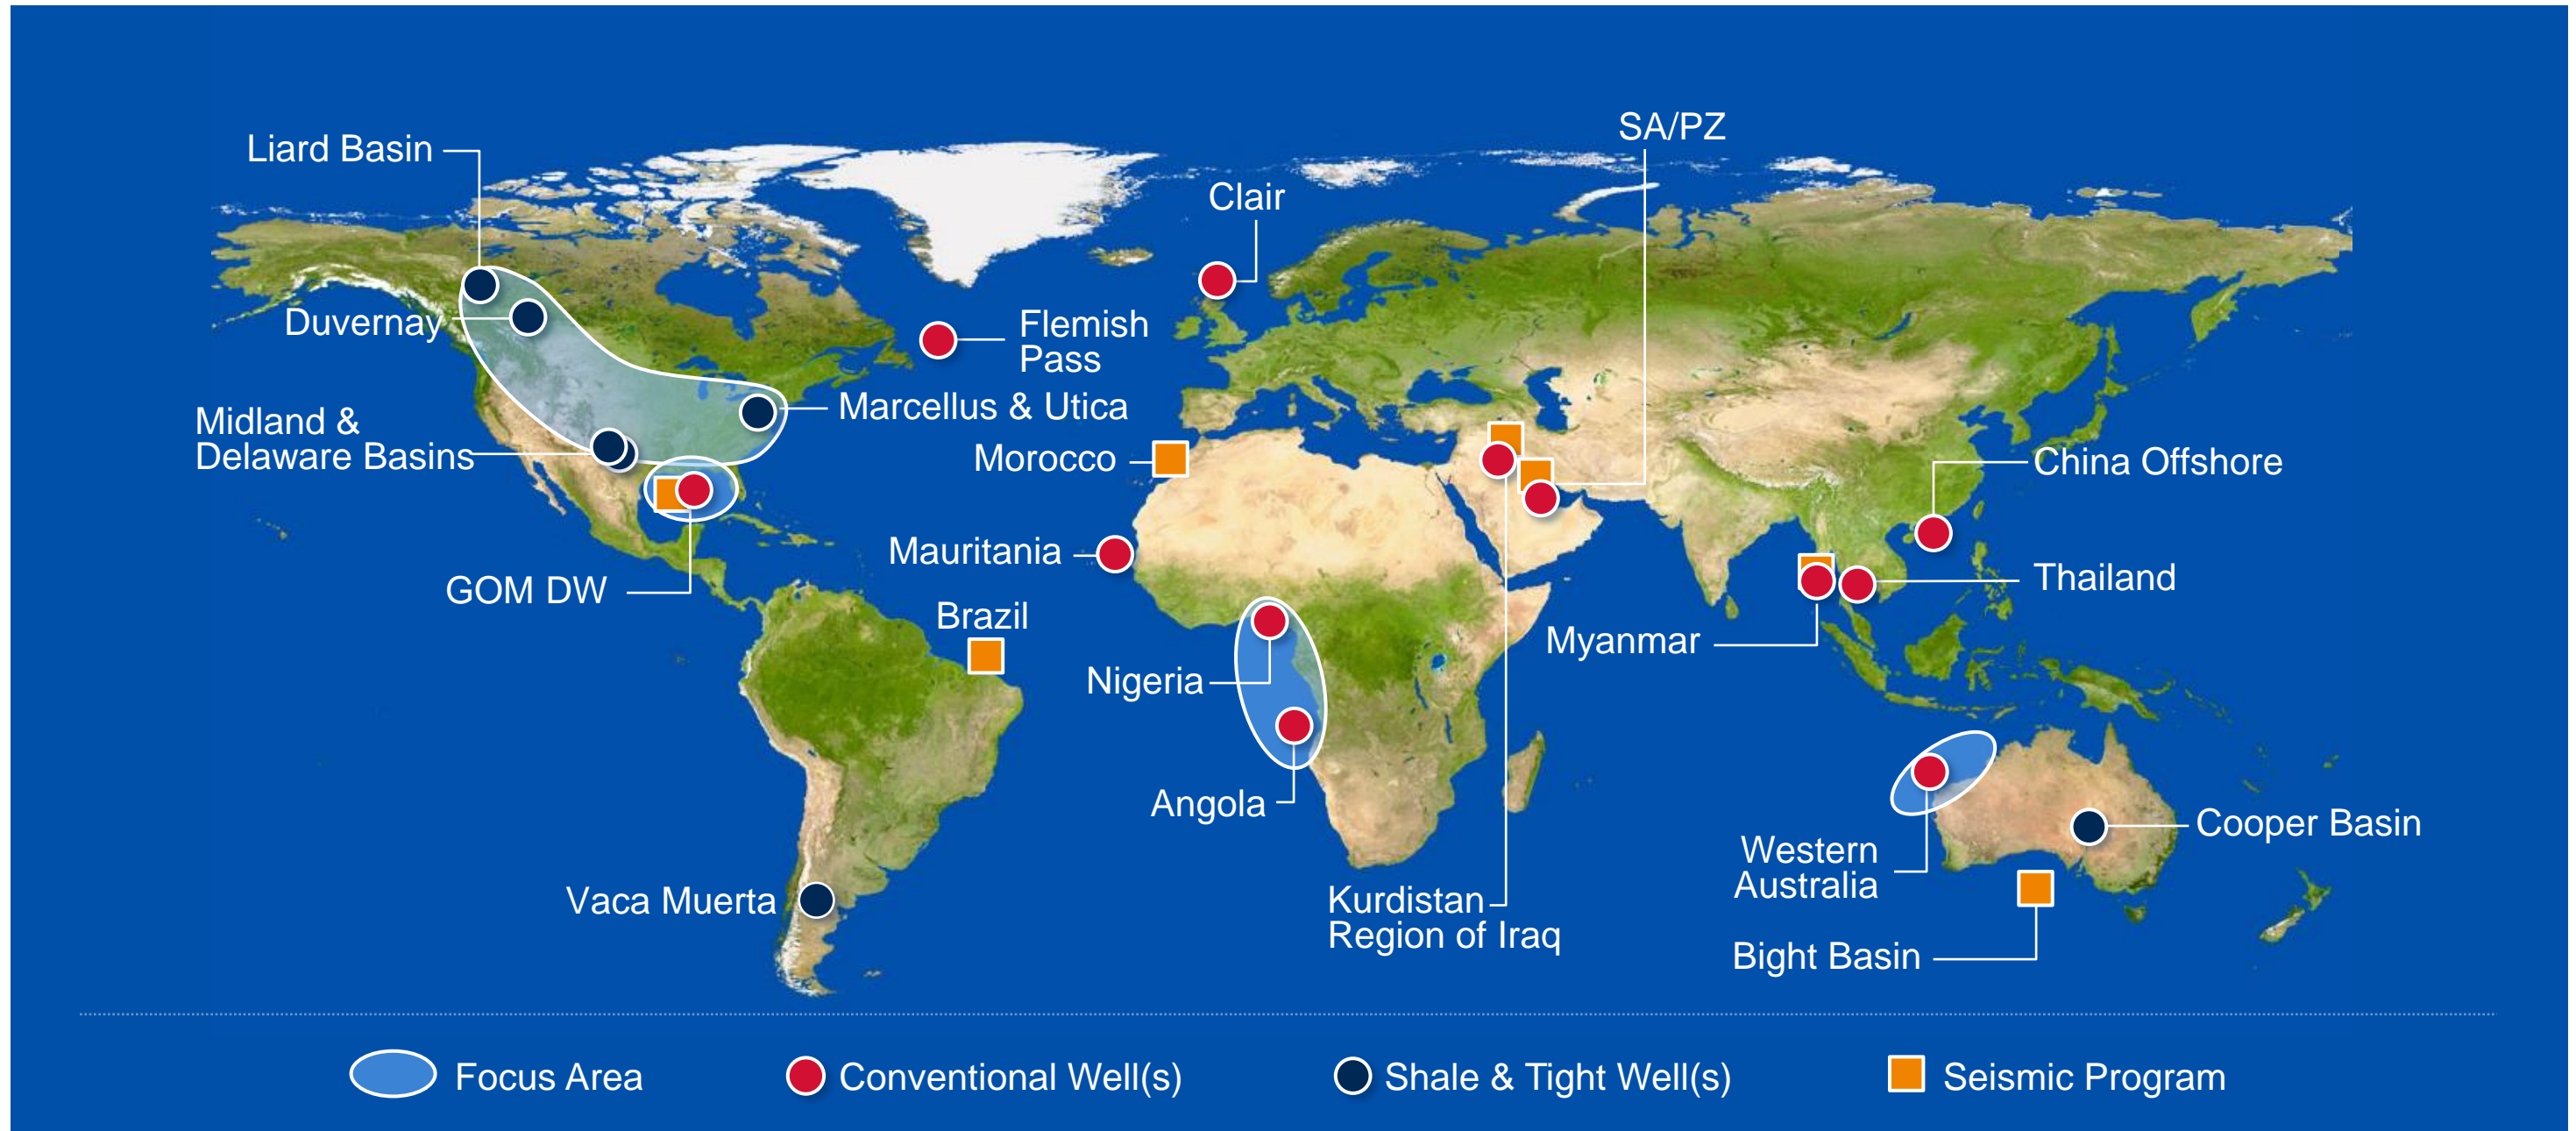 SA/PZ
Liard Basin
Clair
Duvernay
Flemish
Pass
Marcellus & Utica
Midland &
Delaware Basins
Morocco
China Offshore
Mauritania
GOM DW
Thailand
Brazil
Myanmar
Nigeria
Angola
Cooper Basin
Western
Australia
Vaca Muerta
Kurdistan
Region of Iraq
Bight Basin
Focus Area
Conventional Well(s)
Shale & Tight Well(s)
Seismic Program